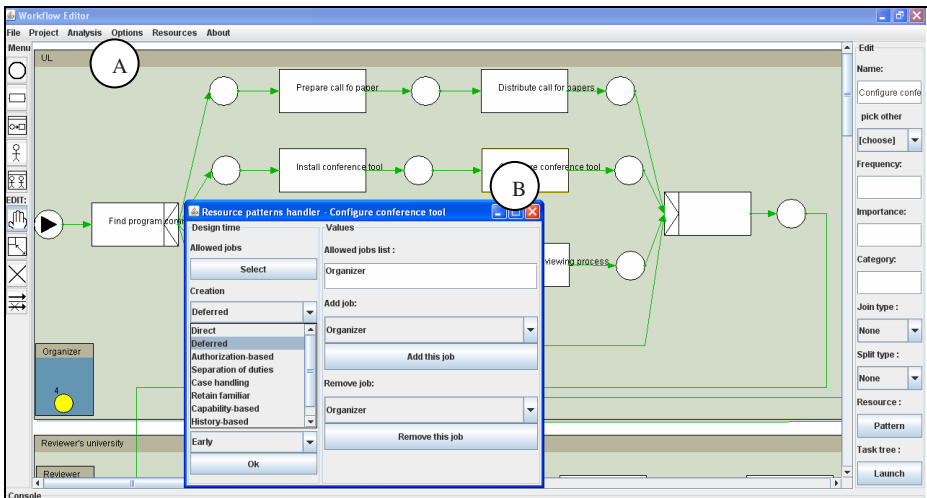 Workflow Editor
File Project Analysis Options Resources About
Menu
UL
A
Edit
Name:
Configure confe
pick other
[choose]
Frequency:
Importance:
Category:
Join type :
None
Split type :
None
Resource :
Pattern
Task tree :
Launch
Prepare call fo paper
Distribute call for papers
Install conference tool
conference tool
B
EDIT:
Find program
viewing process
Resource patterns handler - Configure conference tool
Design time
Allowed jobs
Select
Creation
Deferred
Direct
Deferred
Authorization-based
Separation of duties
Case handling
Retain familiar
Capability-based
History-based
Early
Ok
Values
Allowed jobs list :
Organizer
Add job:
Organizer
Add this job
Remove job:
Organizer
Remove this job
Organizer
4
Reviewer's university
Reviewer
Console